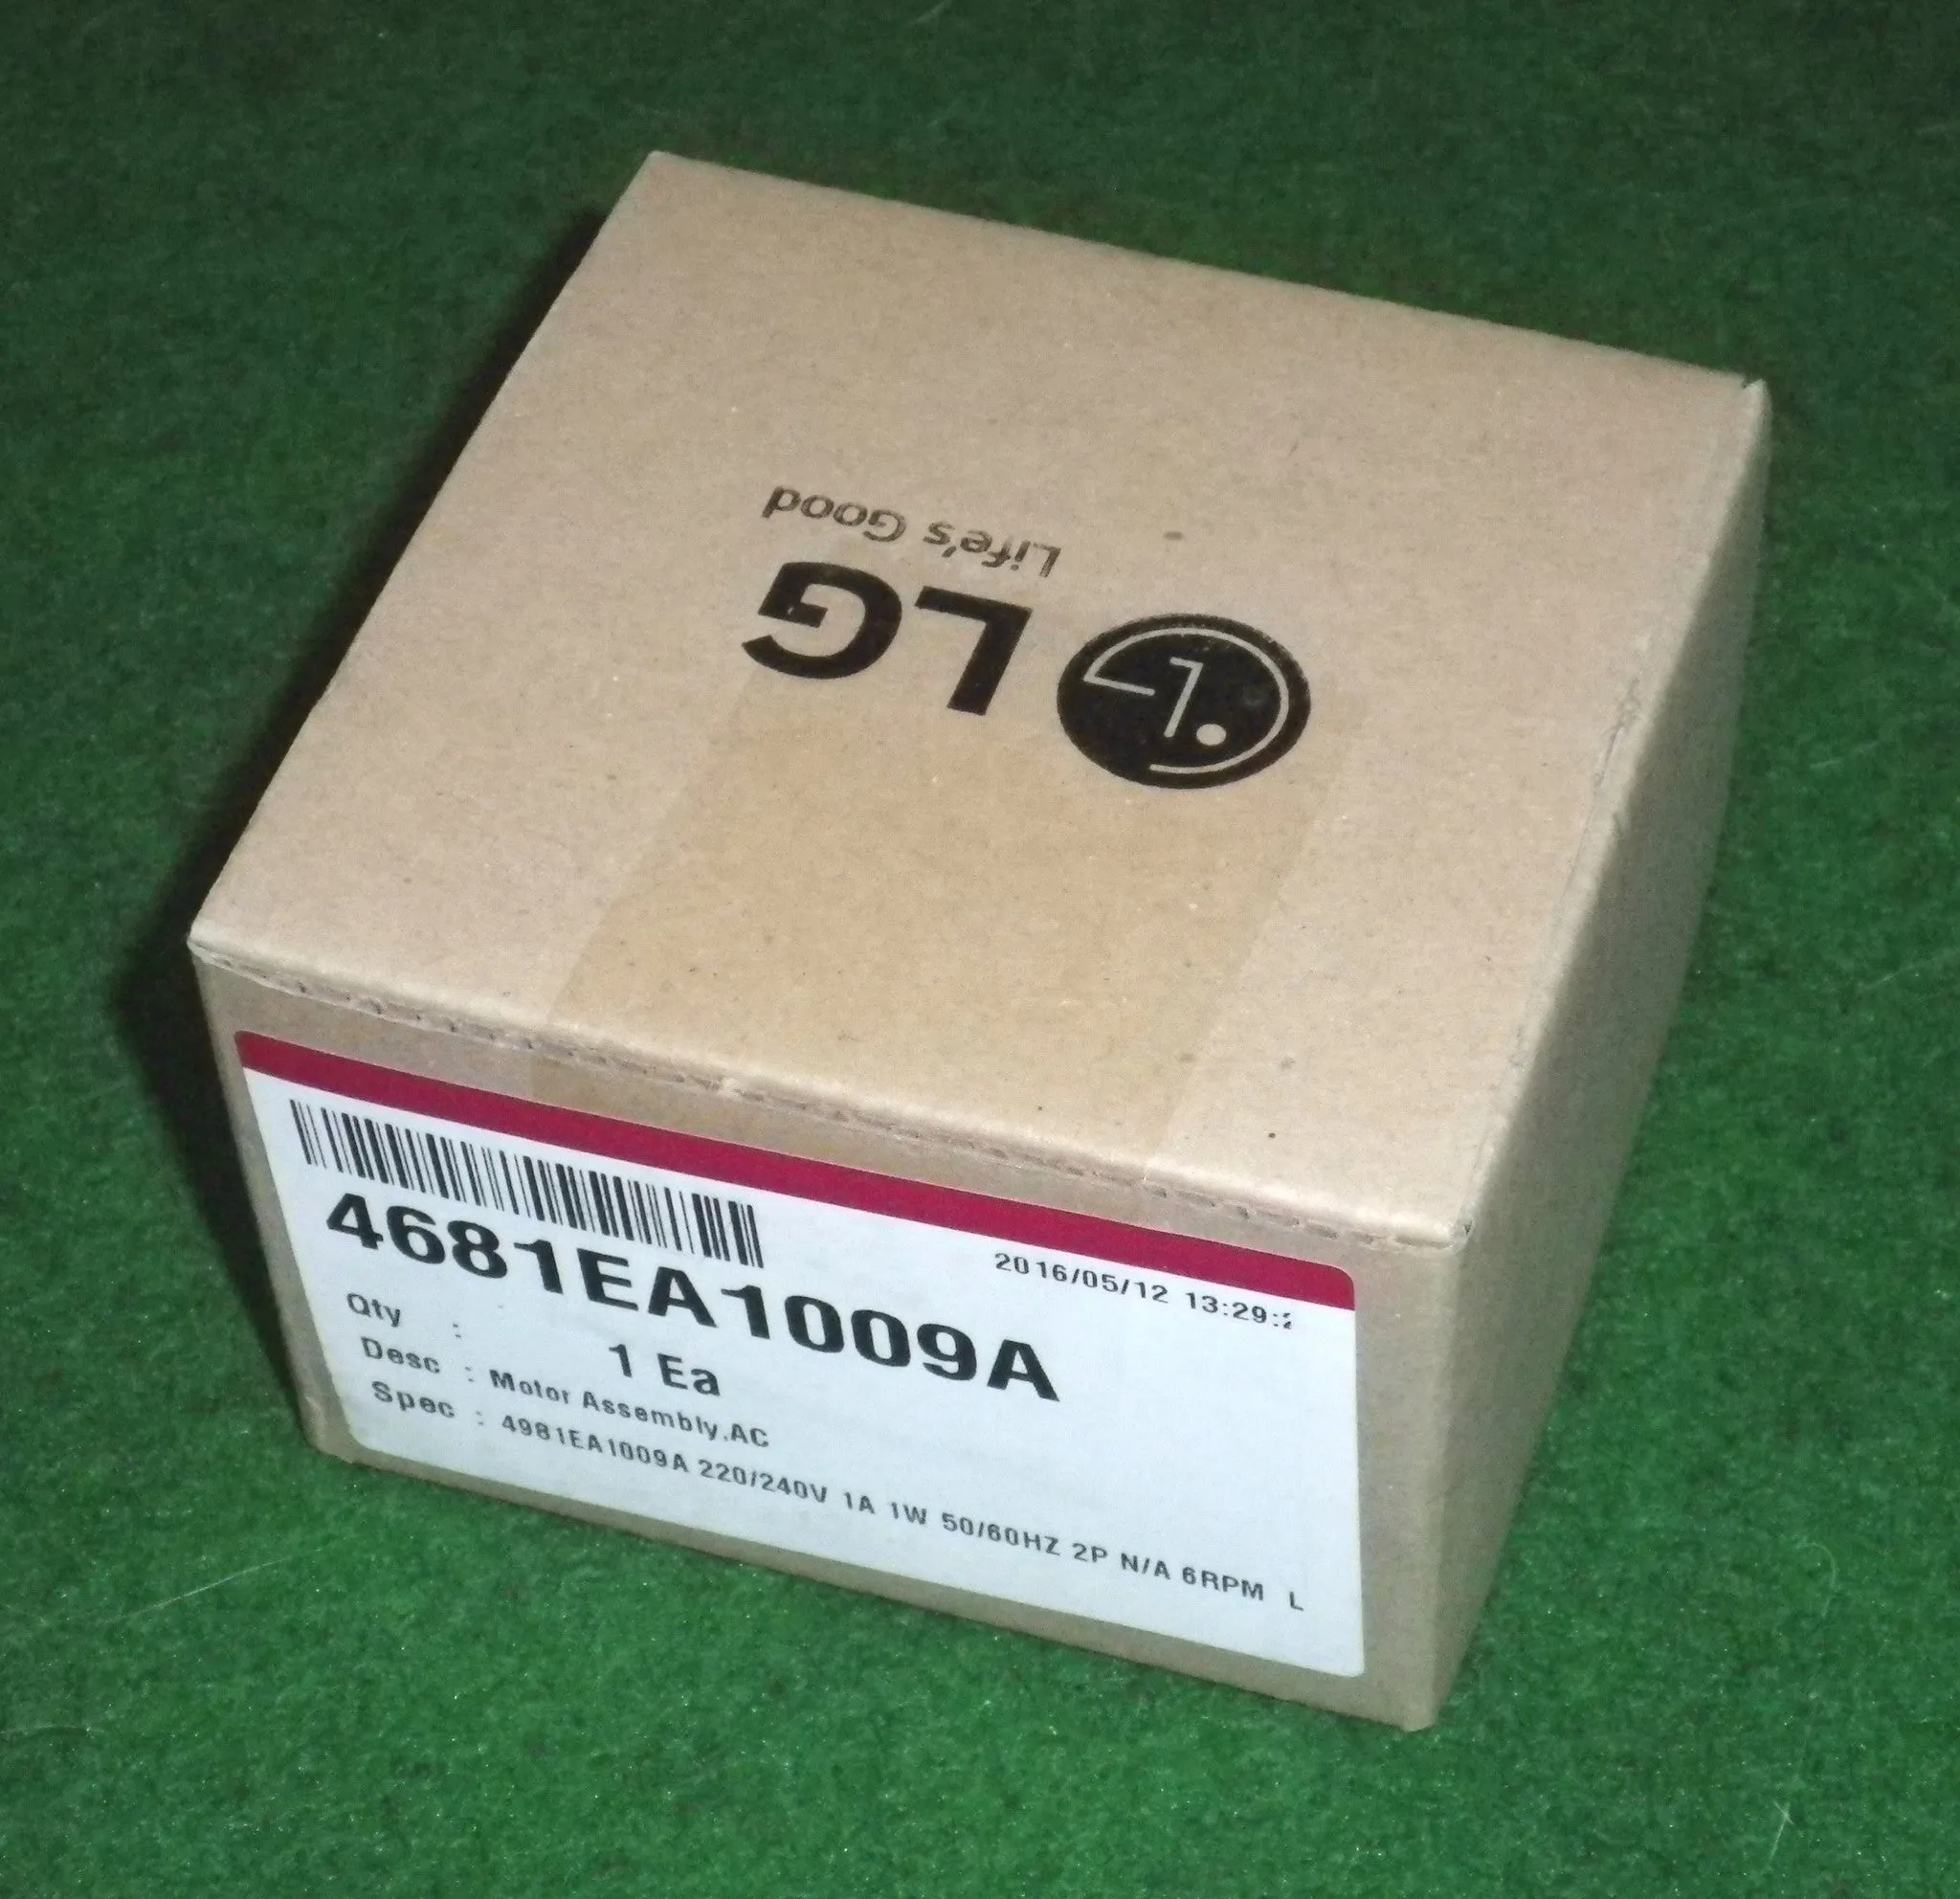 LG
Life's Good
2016/05/12 13:29:
4681EA1009A
Qty : 1 Ea
Desc : Motor Assembly,AC
Spec : 4981EA1009A 220/240V 1A 1W 50/60HZ 2P N/A 6RPM L